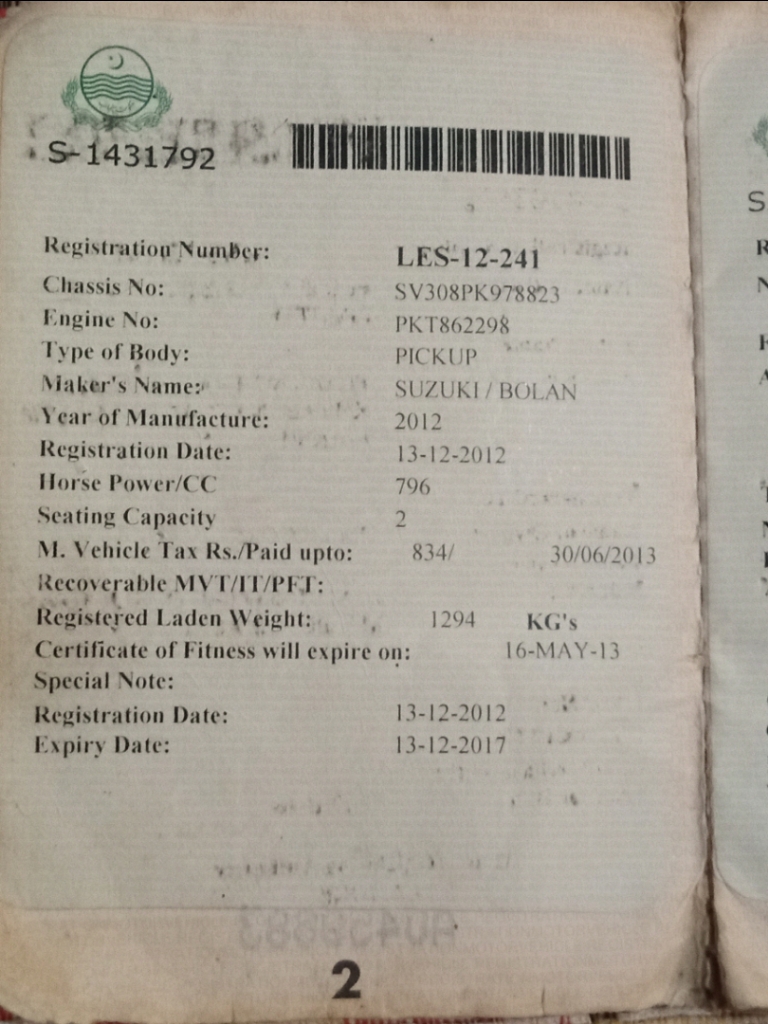 S-1431792
Registration Number: LES-12-241
Chassis No: SV308PK978823
Engine No: PKT862298
Type of Body: PICKUP
Maker's Name: SUZUKI / BOLAN
Year of Manufacture: 2012
Registration Date: 13-12-2012
Horse Power/CC 796
Seating Capacity 2
M. Vehicle Tax Rs./Paid upto: 834/ 30/06/2013
Recoverable MVT/IT/PFT:
Registered Laden Weight: 1294 KG's
Certificate of Fitness will expire on: 16-MAY-13
Special Note:
Registration Date: 13-12-2012
Expiry Date: 13-12-2017
2